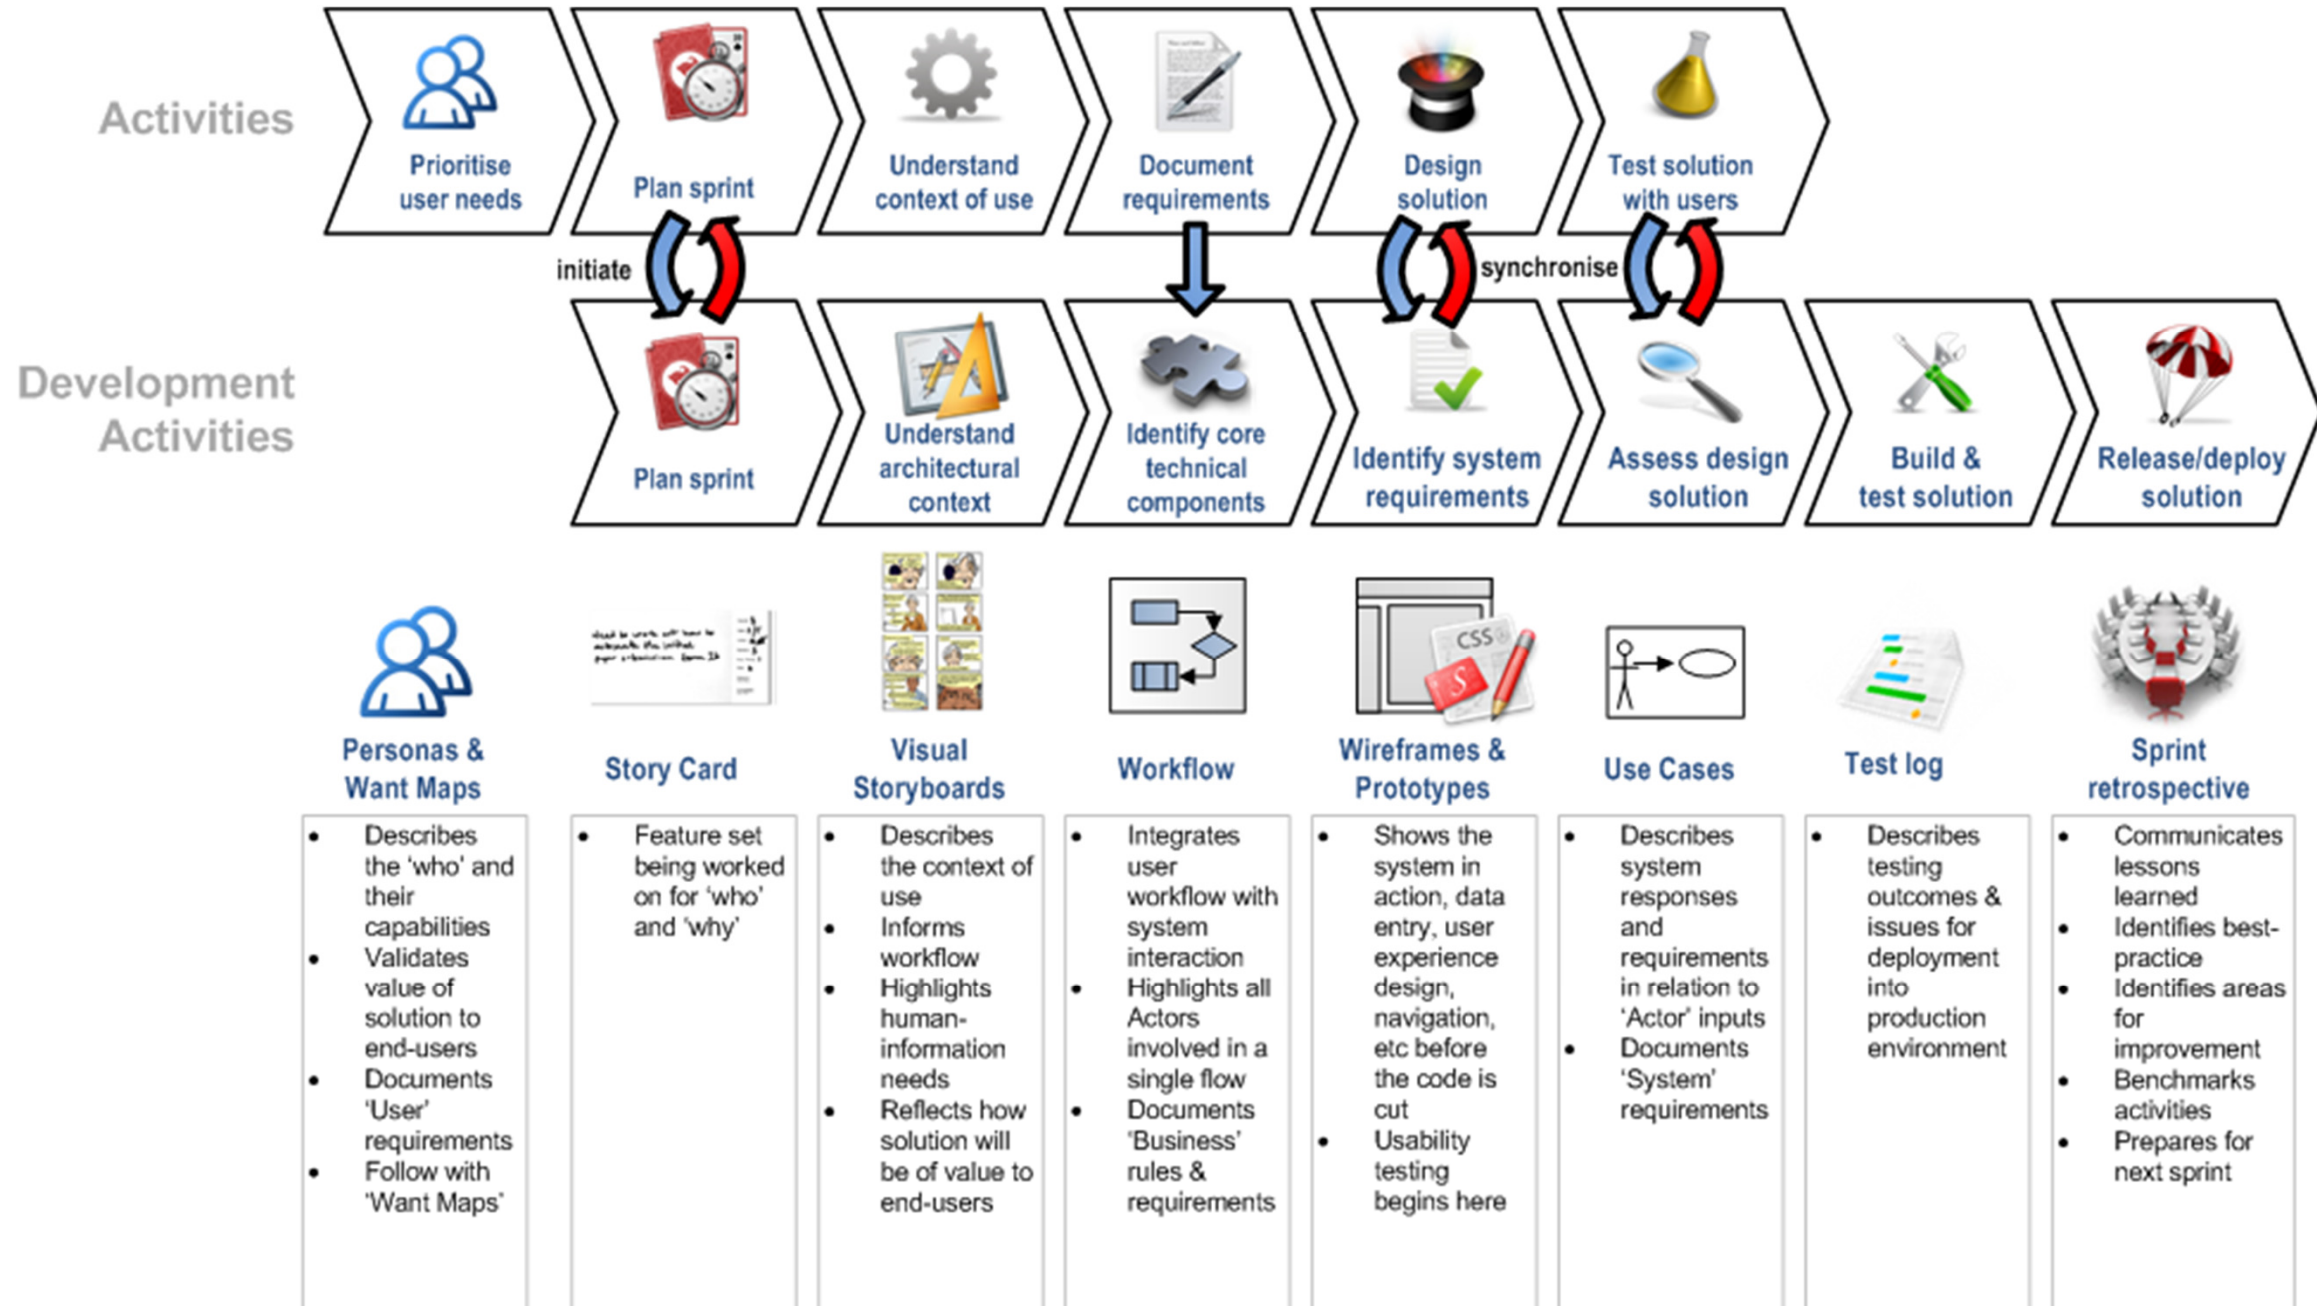 Activities
Prioritise
user needs
Plan sprint
Understand
context of use
Document
requirements
Design
solution
Test solution
with users
initiate
synchronise
Development
Activities
Plan sprint
Understand
architectural
context
Identify core
technical
components
Identify system
requirements
Assess design
solution
Build &
test solution
Release/deploy
solution
CSS
S
Personas &
Want Maps
Story Card
Visual
Storyboards
Workflow
Wireframes &
Prototypes
Use Cases
Test log
Sprint
retrospective
• Describes
the ‘who’ and
their
capabilities
• Validates
value of
solution to
end-users
• Documents
‘User’
requirements
• Follow with
‘Want Maps’
• Feature set
being worked
on for ‘who’
and ‘why’
• Describes
the context of
use
• Informs
workflow
• Highlights
human-
information
needs
• Reflects how
solution will
be of value to
end-users
• Integrates
user
workflow with
system
interaction
• Highlights all
Actors
involved in a
single flow
• Documents
‘Business’
rules &
requirements
• Shows the
system in
action, data
entry, user
experience
design,
navigation,
etc before
the code is
cut
• Usability
testing
begins here
• Describes
system
responses
and
requirements
in relation to
‘Actor’ inputs
• Documents
‘System’
requirements
• Describes
testing
outcomes &
issues for
deployment
into
production
environment
• Communicates
lessons
learned
• Identifies best-
practice
• Identifies areas
for
improvement
• Benchmarks
activities
• Prepares for
next sprint